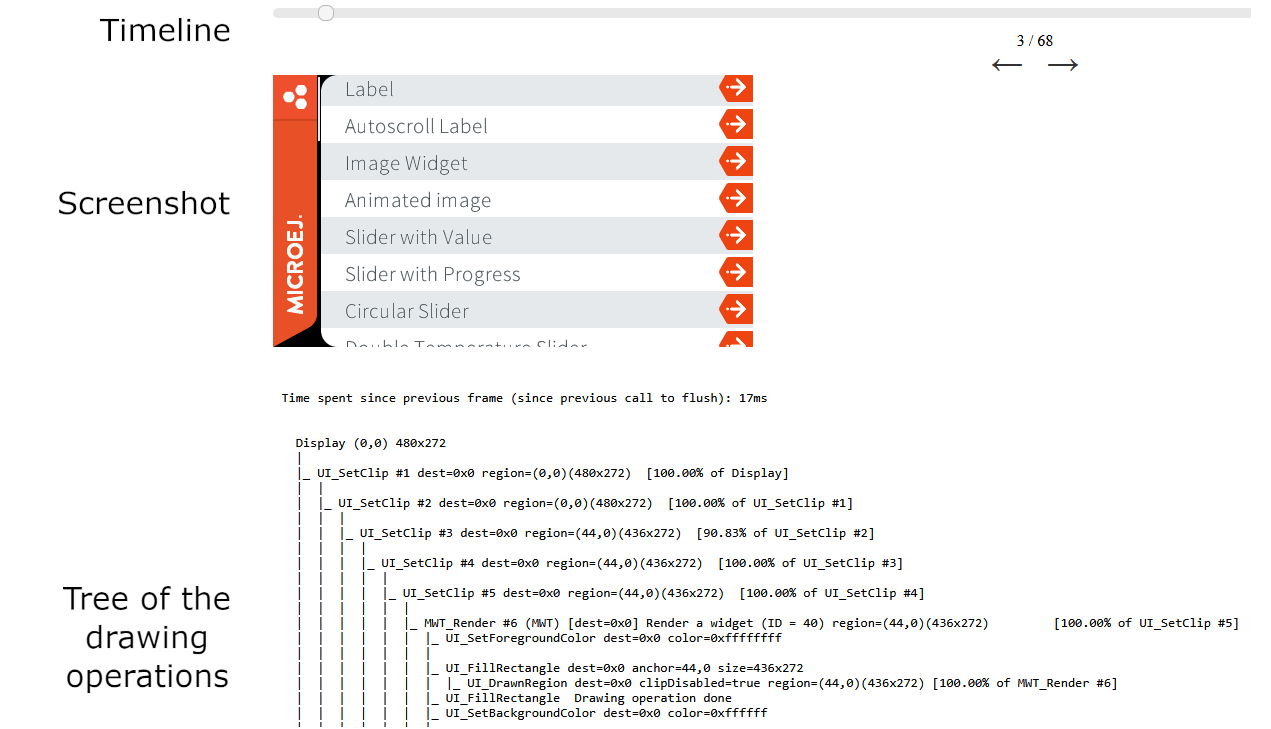 Timeline
3 / 68
← →
Screenshot
MICROEJ.
Label
Autoscroll Label
Image Widget
Animated image
Slider with Value
Slider with Progress
Circular Slider
Double Temperature Slider
Time spent since previous frame (since previous call to flush): 17ms
Tree of the
drawing
operations
Display (0,0) 480x272
|_ UI_SetClip #1 dest=0x0 region=(0,0)(480x272) [100.00% of Display]
|_ UI_SetClip #2 dest=0x0 region=(0,0)(480x272) [100.00% of UI_SetClip #1]
|_ UI_SetClip #3 dest=0x0 region=(44,0)(436x272) [90.83% of UI_SetClip #2]
|_ UI_SetClip #4 dest=0x0 region=(44,0)(436x272) [100.00% of UI_SetClip #3]
|_ UI_SetClip #5 dest=0x0 region=(44,0)(436x272) [100.00% of UI_SetClip #4]
|_ MWT_Render #6 (MWT) [dest=0x0] Render a widget (ID = 40) region=(44,0)(436x272) [100.00% of UI_SetClip #5]
|_ UI_SetForegroundColor dest=0x0 color=0xffffffff
|_ UI_FillRectangle dest=0x0 anchor=44,0 size=436x272
|_ UI_DrawnRegion dest=0x0 clipDisabled=true region=(44,0)(436x272) [100.00% of MWT_Render #6]
|_ UI_FillRectangle Drawing operation done
|_ UI_SetBackgroundColor dest=0x0 color=0xffffff